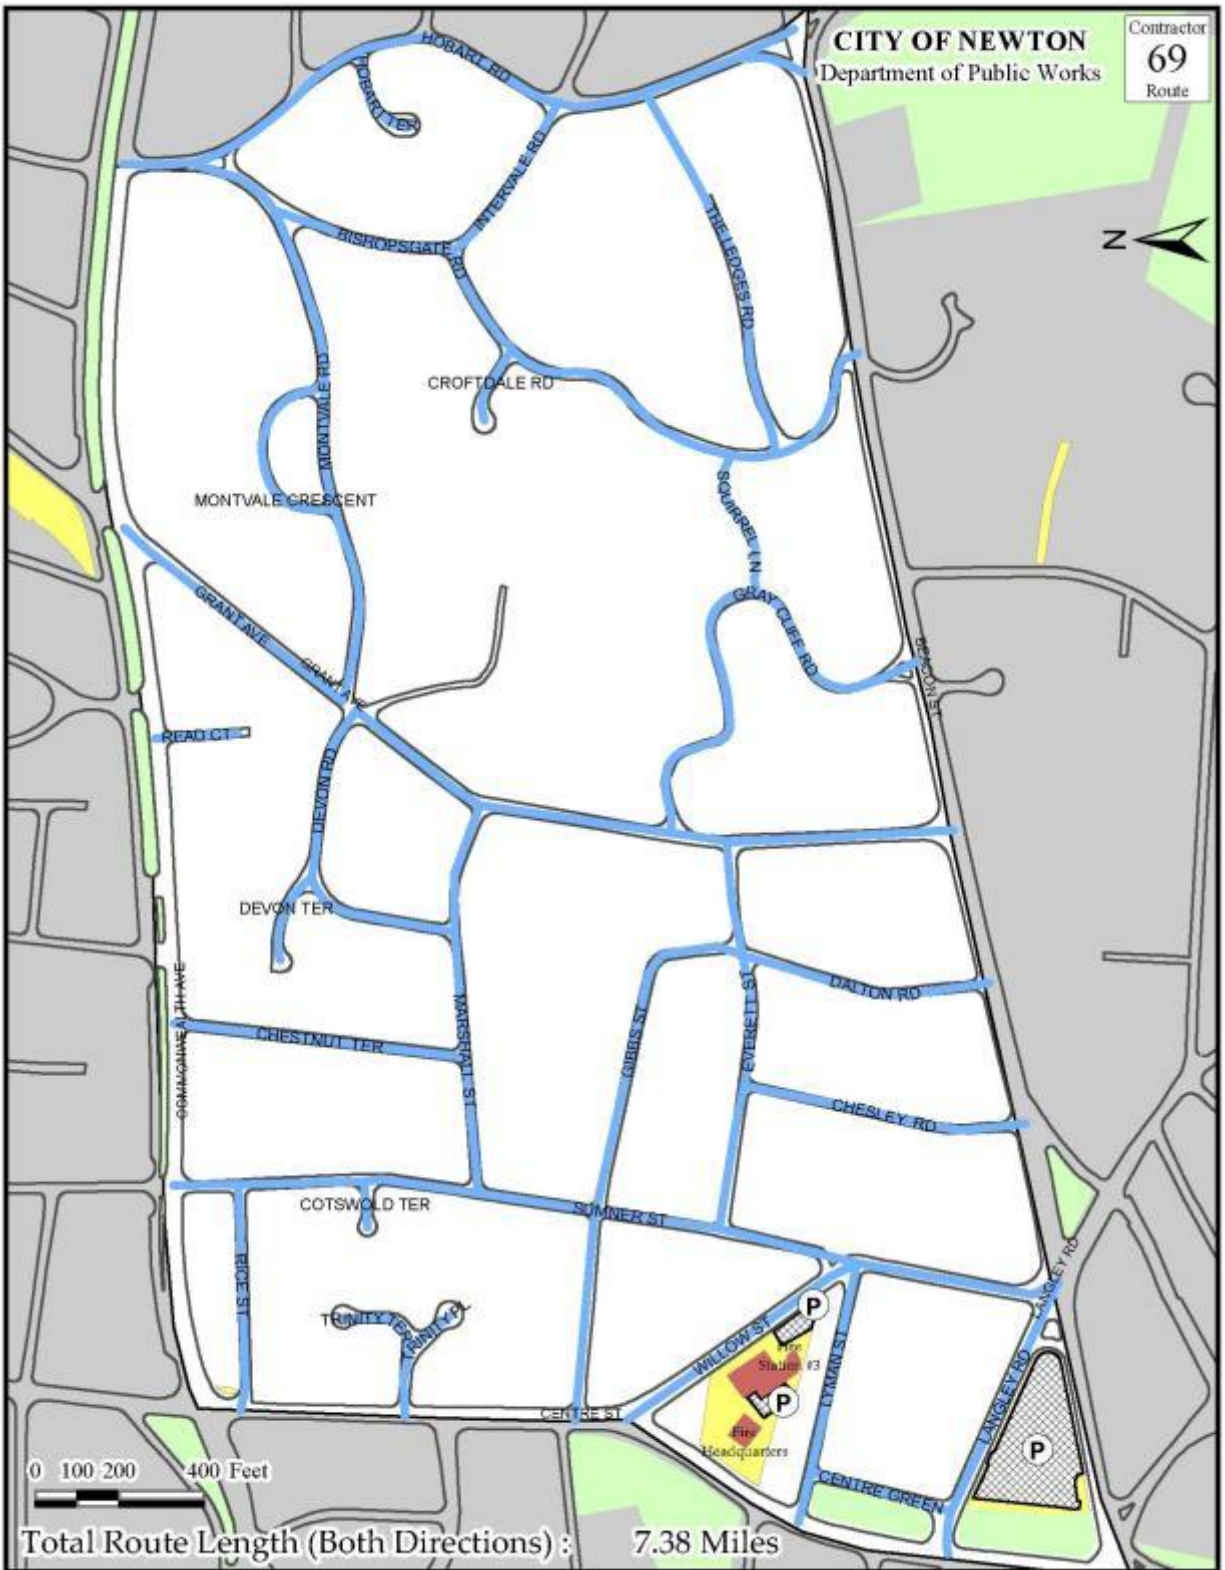 CITY OF NEWTON
Department of Public Works
Contractor
69
Route
HOBART RD
HOBART TER
INTERVALE RD
THE LEDGES RD
BISHOPSGATE RD
N
MONTVALE RD
CROFTDALE RD
MONTVALE CRESCENT
SQUIRREL LN
GRANT AVE
GRAY CLIFF RD
GRANT AVE
BEACON ST
READ CT
DEVON RD
DEVON TER
COMMONWEALTH AVE
MARSHALL ST
CHESTNUT TER
GIBBS ST
EVERETT ST
DALTON RD
CHESLEY RD
COTSWOLD TER
SUMNER ST
RICE ST
TRINITY TER
TRINITY PL
WILLOW ST
P
Fire
Station #3
LYMAN ST
LANGLEY RD
LANGLEY RD
P
CENTRE ST
Fire
Headquarters
P
CENTRE GREEN
0 100 200 400 Feet
Total Route Length (Both Directions) : 7.38 Miles